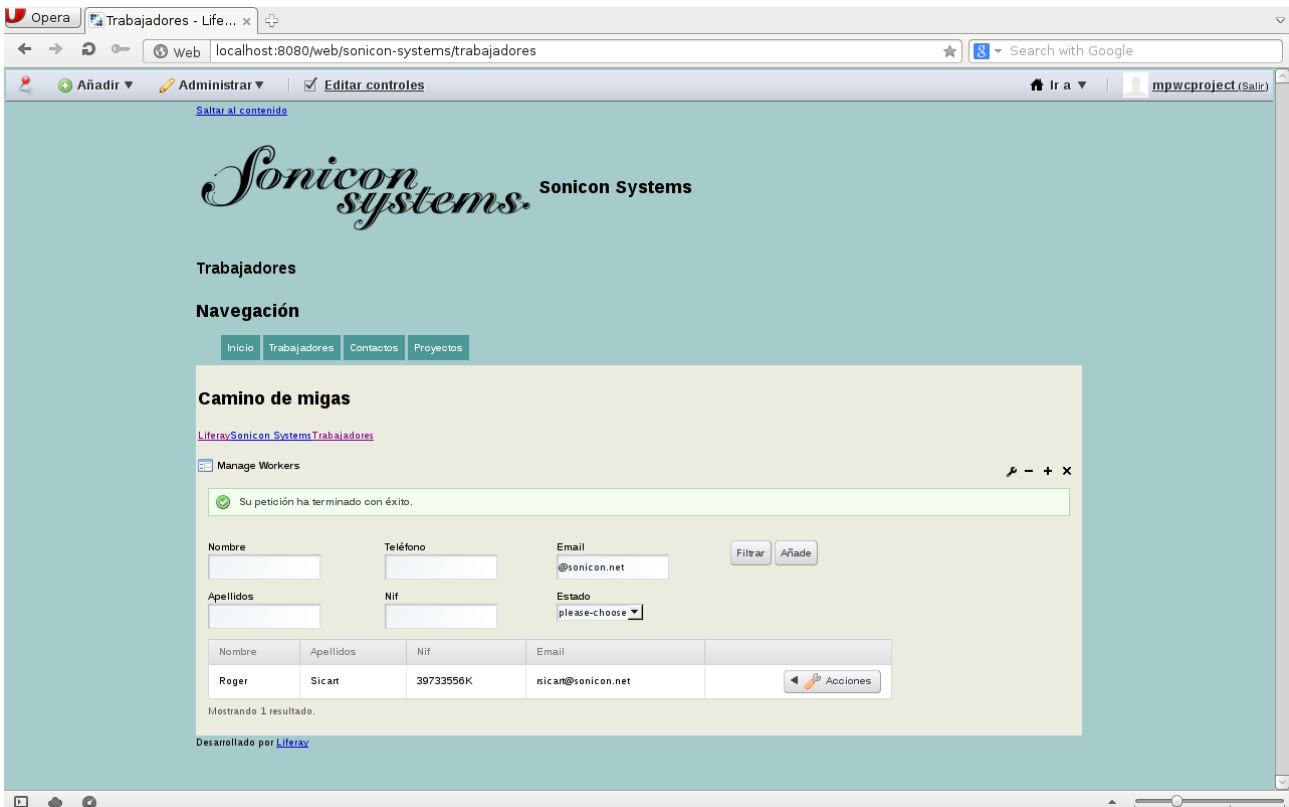 Opera Trabajadores - Life...
Web localhost:8080/web/sonicon-systems/trabajadores Search with Google
Añadir Administrar Editar controles Ir a mpwcproject (Salir)
Saltar al contenido
Sonicon systems. Sonicon Systems
Trabajadores
Navegación
Inicio Trabajadores Contactos Proyectos
Camino de migas
LiferaySonicon SystemsTrabajadores
Manage Workers
Su petición ha terminado con éxito.
Nombre Teléfono Email
@sonicon.net Filtrar Añade
Apellidos Nif Estado
please-choose
Nombre Apellidos Nif Email
Roger Sicart 39733556K rsicart@sonicon.net Acciones
Mostrando 1 resultado.
Desarrollado por Liferay